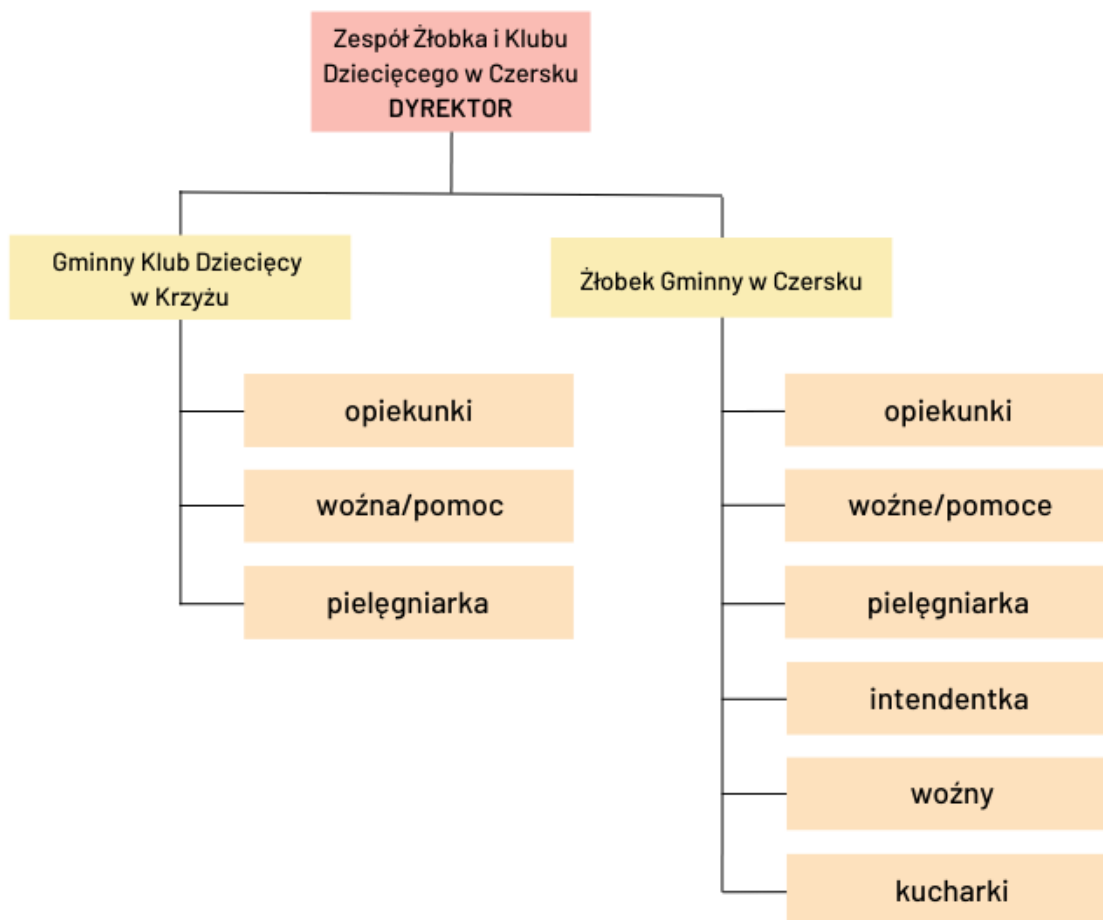 Zespół Żłobka i Klubu
Dziecięcego w Czersku
DYREKTOR
Gminny Klub Dziecięcy
w Krzyżu
opiekunki
woźna/pomoc
pielęgniarka
Żłobek Gminny w Czersku
opiekunki
woźne/pomoce
pielęgniarka
intendentka
woźny
kucharki